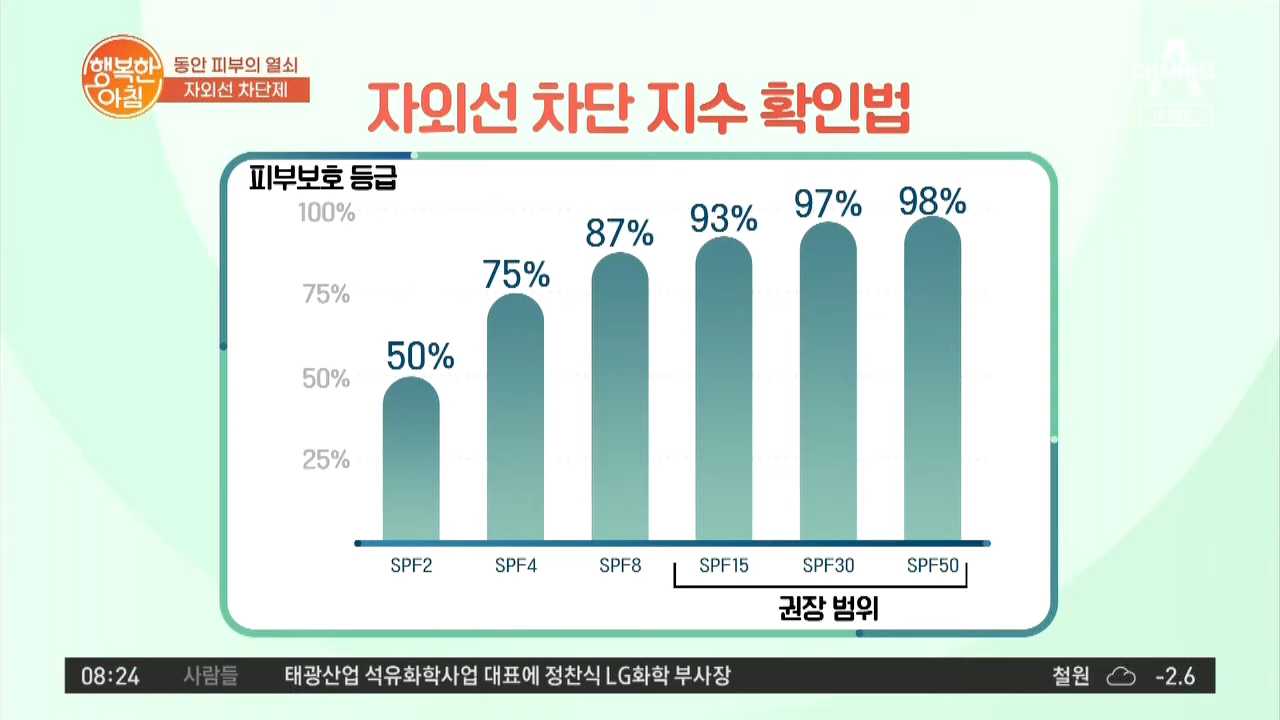 행복한
아침
동안 피부의 열쇠
자외선 차단제
자외선 차단 지수 확인법
피부보호 등급
100%
75%
50%
25%
50%
75%
87%
93%
97%
98%
SPF2
SPF4
SPF8
SPF15
SPF30
SPF50
권장 범위
08:24
사람들
태광산업 석유화학사업 대표에 정찬식 LG화학 부사장
철원
-2.6